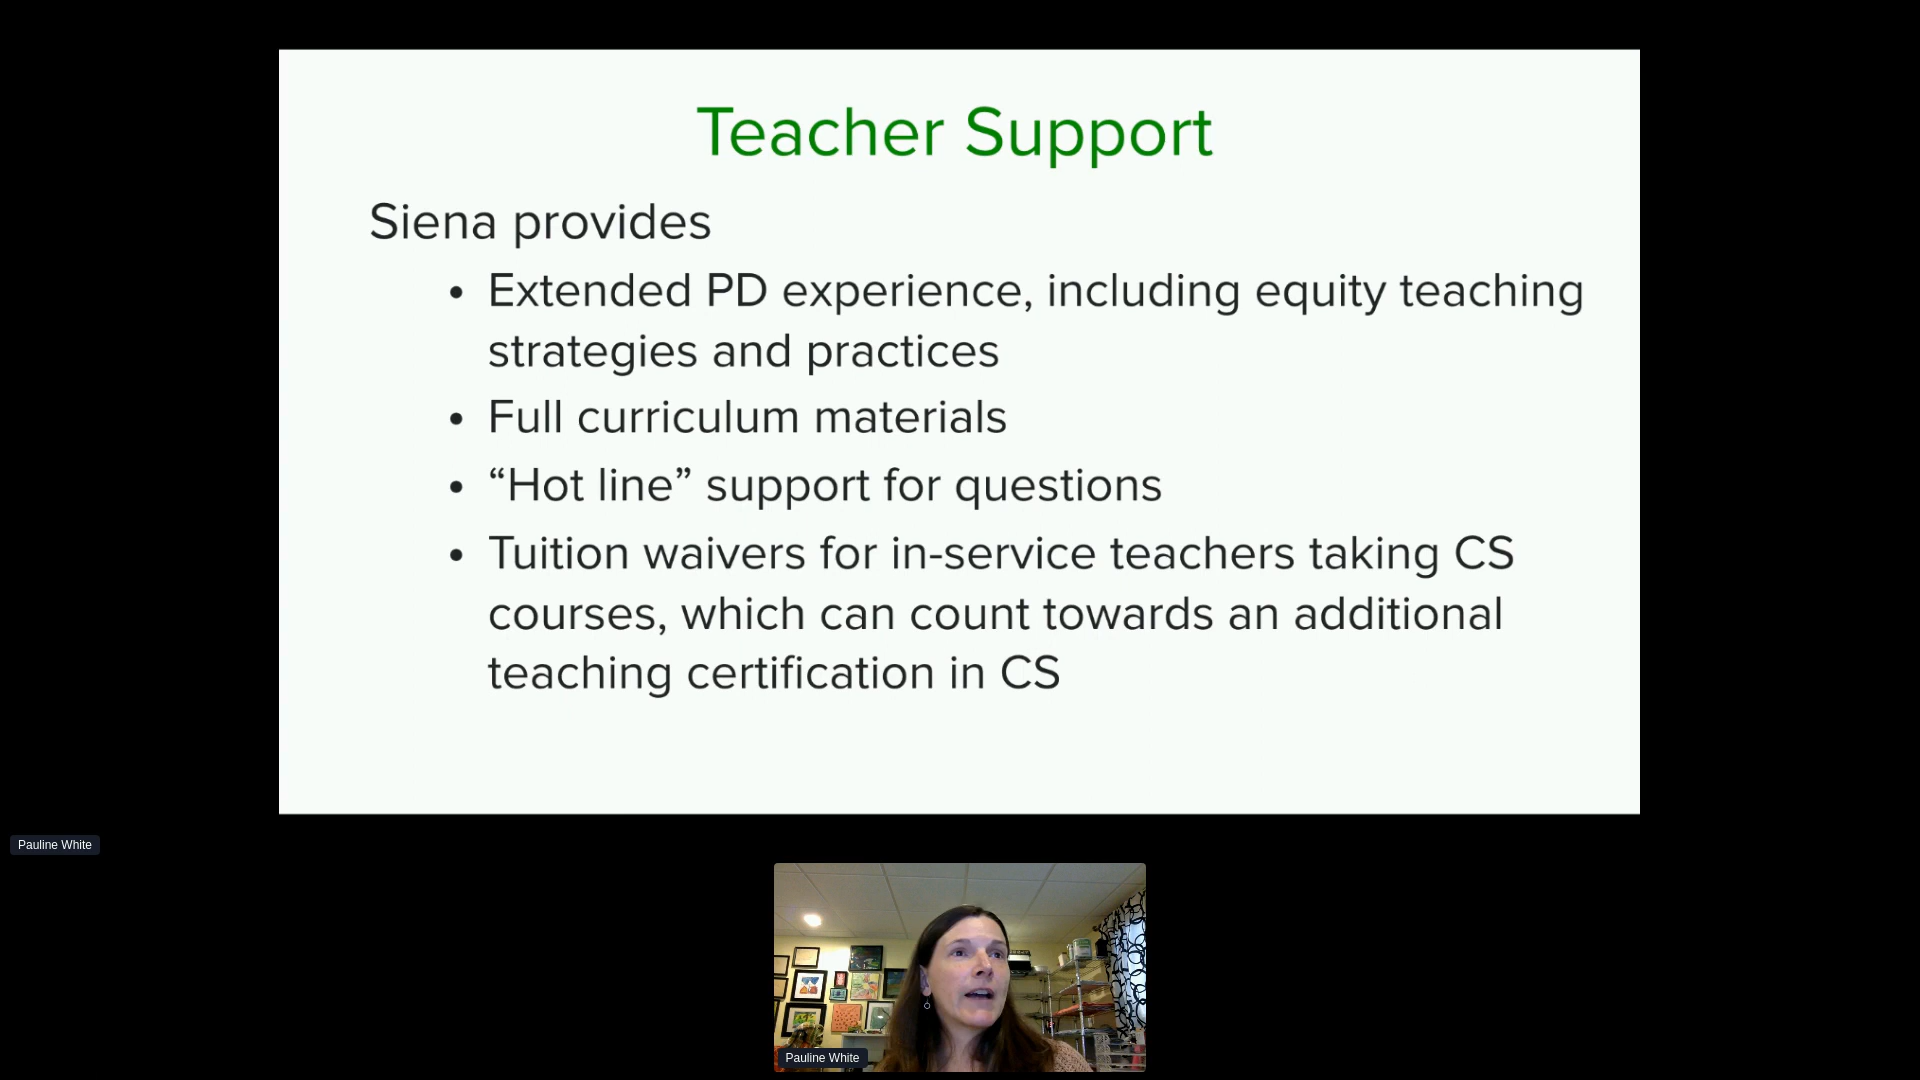 Teacher Support
Siena provides
• Extended PD experience, including equity teaching
strategies and practices
• Full curriculum materials
• “Hot line” support for questions
• Tuition waivers for in-service teachers taking CS
courses, which can count towards an additional
teaching certification in CS
Pauline White
Pauline White